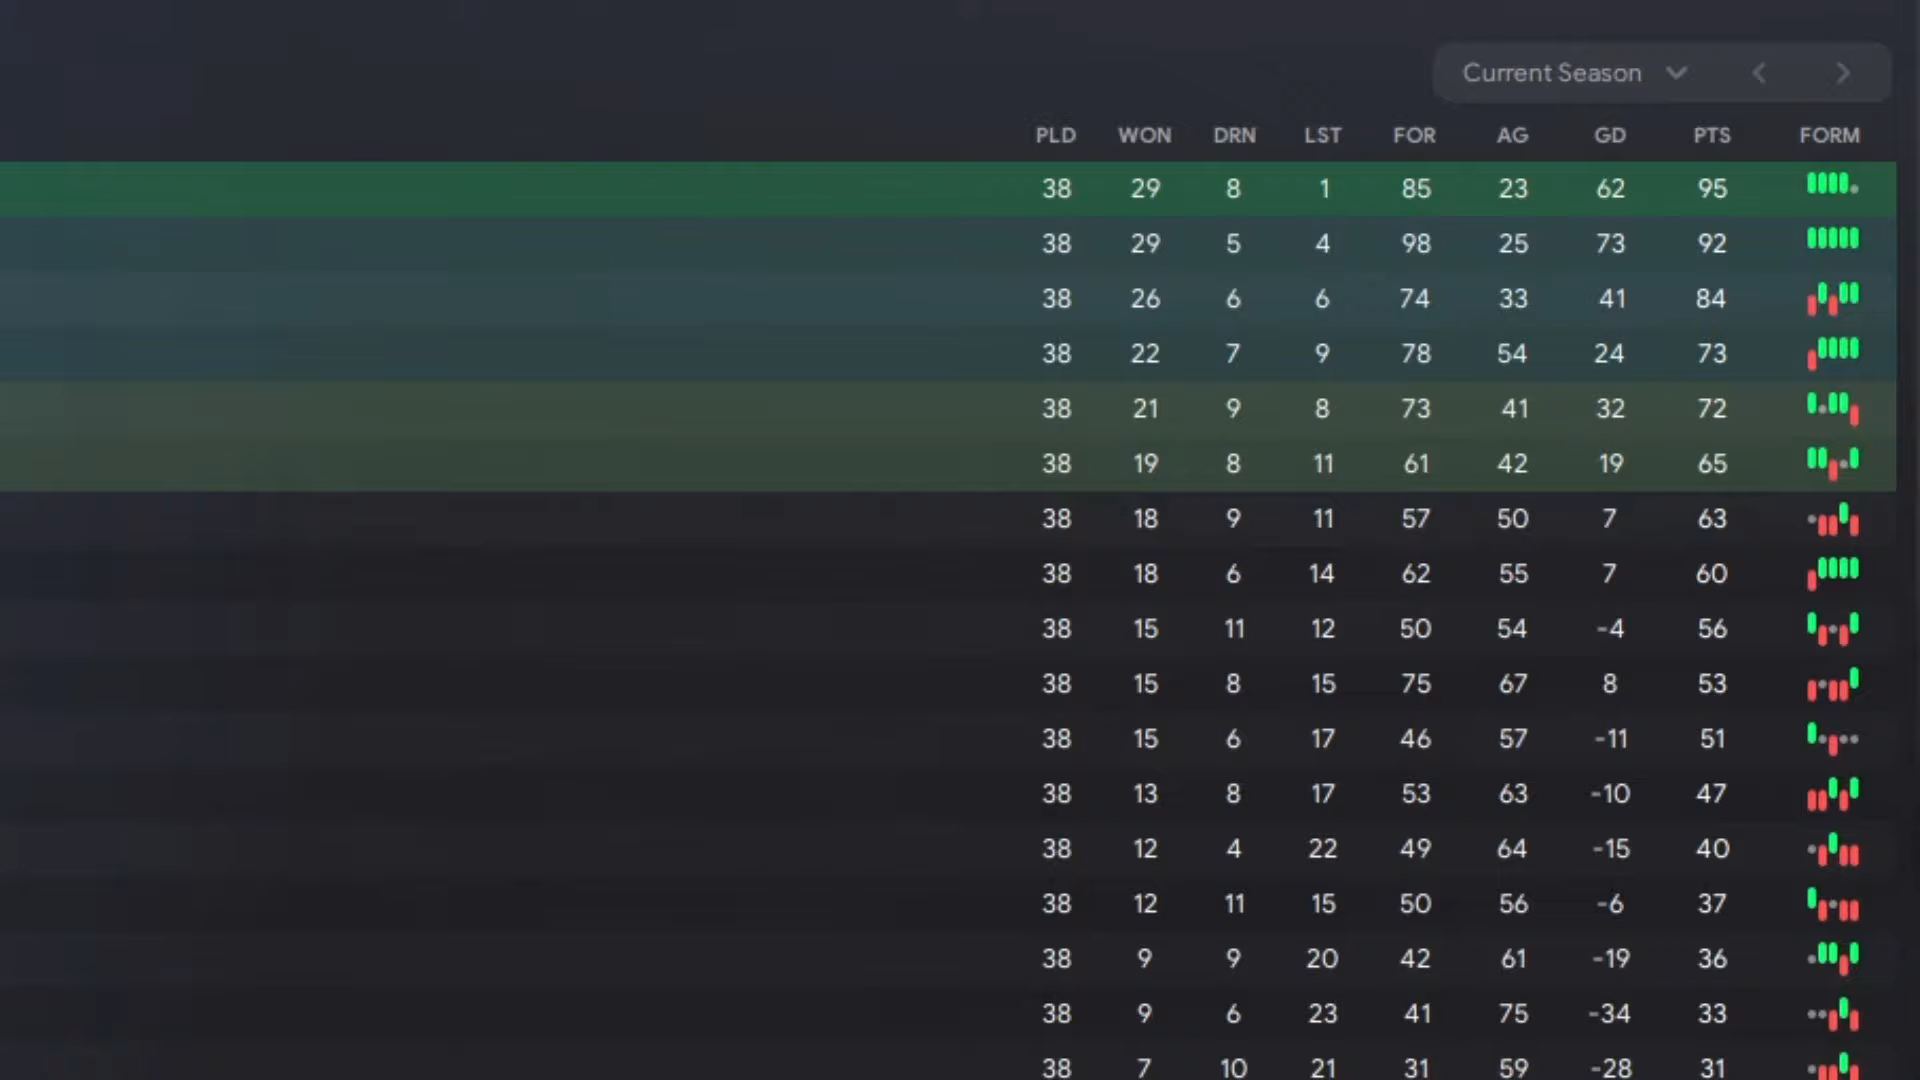 Current Season
PLD WON DRN LST FOR AG GD PTS FORM
38 29 8 1 85 23 62 95
38 29 5 4 98 25 73 92
38 26 6 6 74 33 41 84
38 22 7 9 78 54 24 73
38 21 9 8 73 41 32 72
38 19 8 11 61 42 19 65
38 18 9 11 57 50 7 63
38 18 6 14 62 55 7 60
38 15 11 12 50 54 -4 56
38 15 8 15 75 67 8 53
38 15 6 17 46 57 -11 51
38 13 8 17 53 63 -10 47
38 12 4 22 49 64 -15 40
38 12 11 15 50 56 -6 37
38 9 9 20 42 61 -19 36
38 9 6 23 41 75 -34 33
38 7 10 21 31 59 -28 31